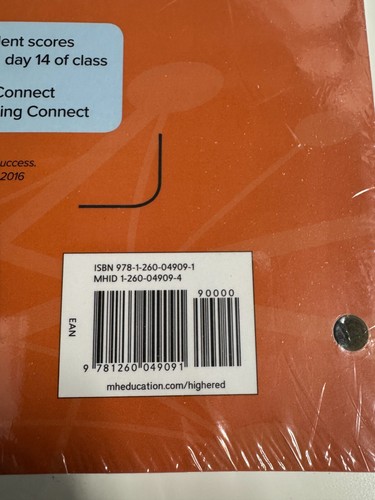 ent scores
day 14 of class
Connect
ing Connect
uccess.
2016
ISBN 978-1-260-04909-1
MHID 1-260-04909-4
90000
EAN
9 781260 049091
mheducation.com/highered